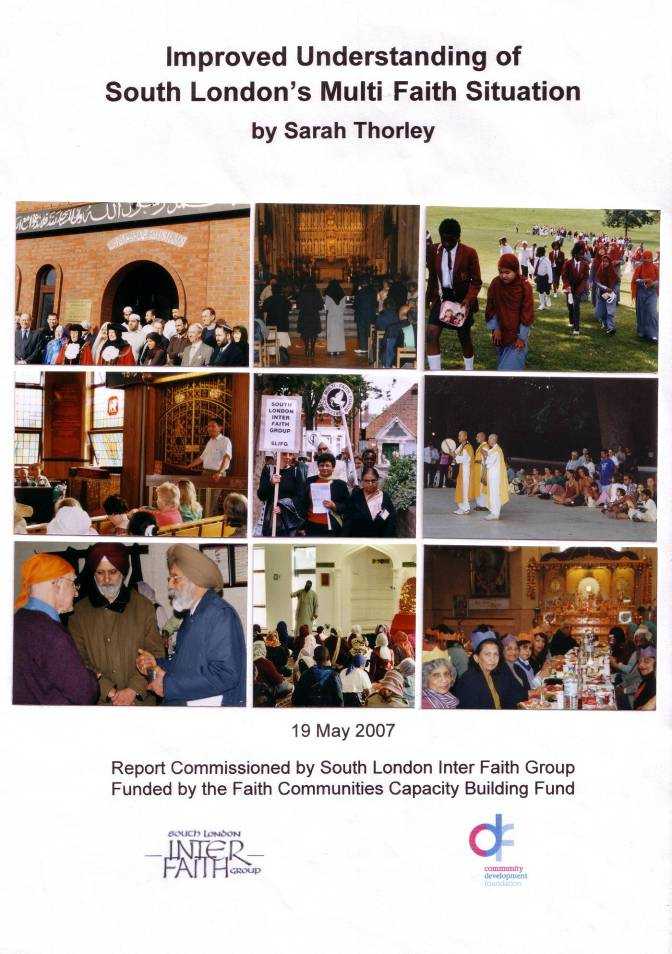 Improved Understanding of
South London's Multi Faith Situation
by Sarah Thorley
SOUTH
LONDON
INTER
FAITH
GROUP
SLIFG
19 May 2007
Report Commissioned by South London Inter Faith Group
Funded by the Faith Communities Capacity Building Fund
SOUTH LONDON
INTER
FAITH GROUP
community
development
foundation